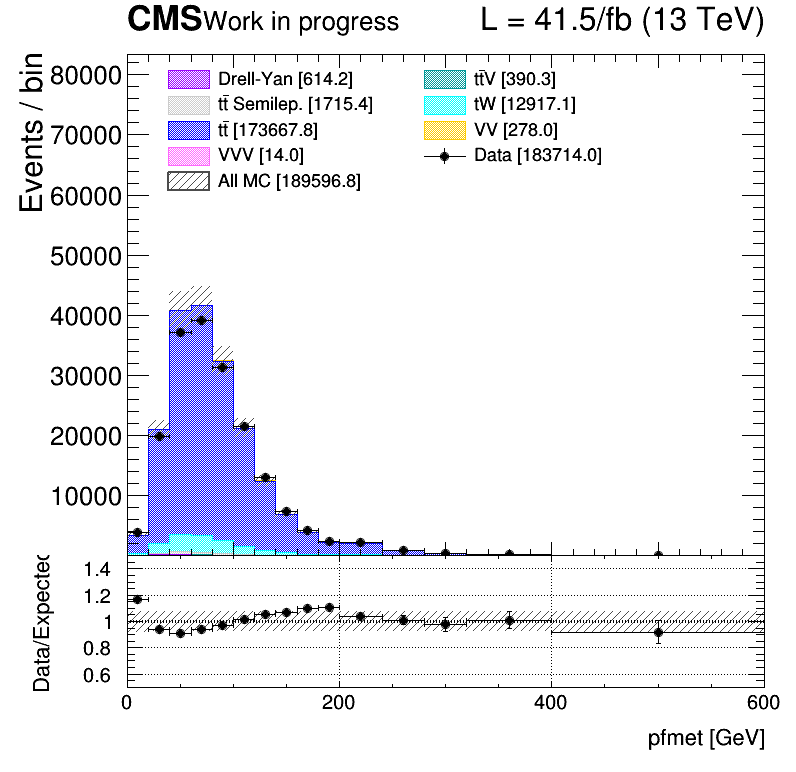 CMS Work in progress L = 41.5/fb (13 TeV)
Events / bin
80000
70000
60000
50000
40000
30000
20000
10000
Drell-Yan [614.2]
tt̄ Semilep. [1715.4]
tt̄ [173667.8]
VVV [14.0]
All MC [189596.8]
tt̄V [390.3]
tW [12917.1]
VV [278.0]
Data [183714.0]
Data/Expected
1.4
1.2
1
0.8
0.6
0 200 400 600
pfmet [GeV]